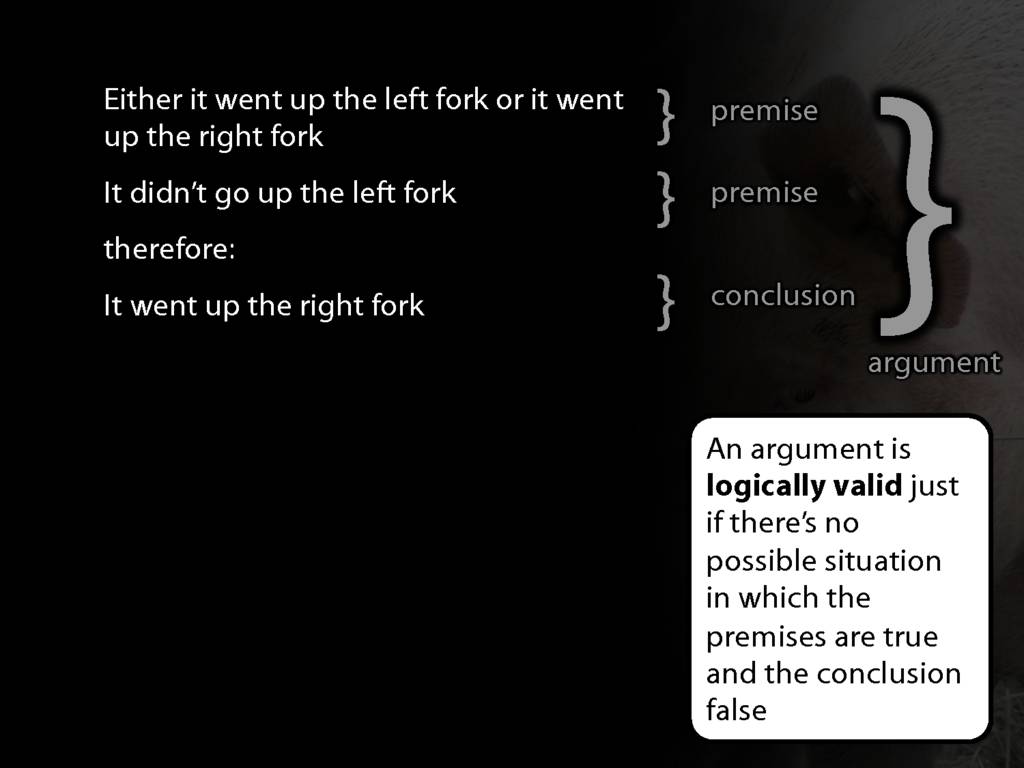 Either it went up the left fork or it went
up the right fork
} premise
It didn’t go up the left fork
} premise
therefore:
It went up the right fork
} conclusion
}
argument
An argument is
logically valid just
if there’s no
possible situation
in which the
premises are true
and the conclusion
false